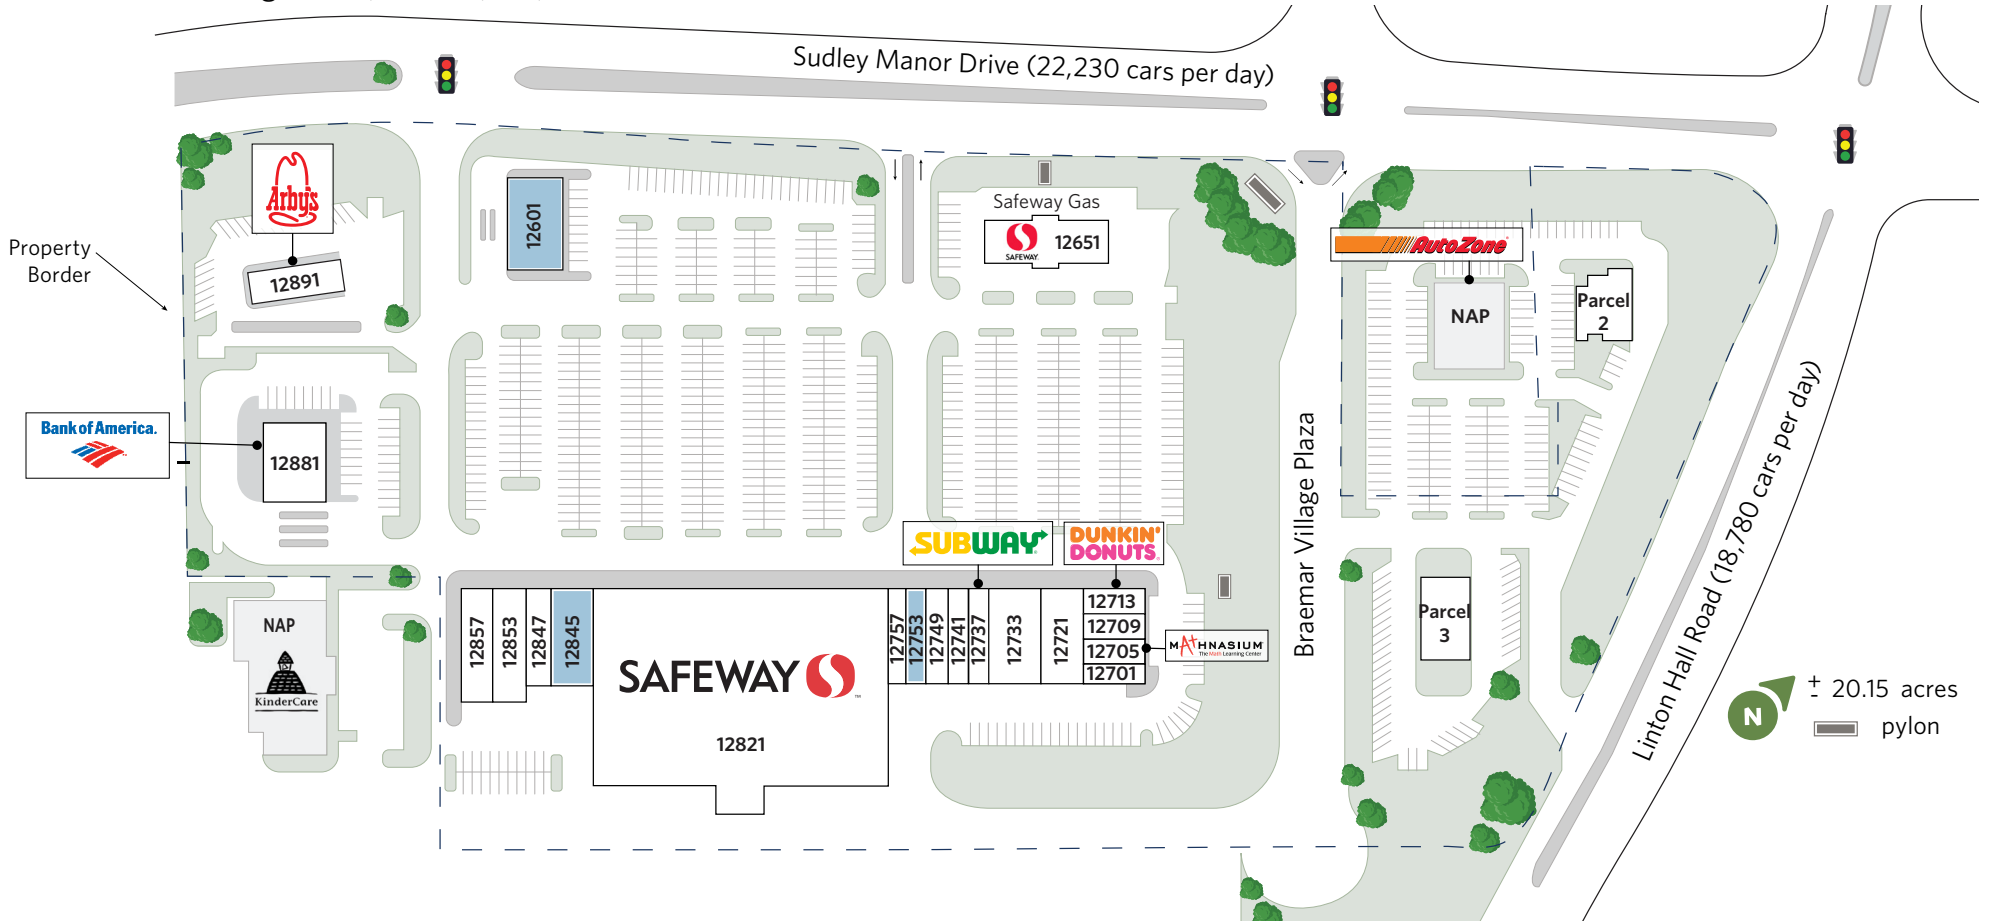 Sudley Manor Drive (22,230 cars per day)
Property
Border
Arby's
12891
12601
Safeway Gas
SAFEWAY
12651
AutoZone
NAP
Parcel
2
Bank of America.
12881
Braemar Village Plaza
Linton Hall Road (18,780 cars per day)
SUBWAY
DUNKIN'
DONUTS
NAP
KinderCare
12857
12853
12847
12845
SAFEWAY
12821
12757
12753
12749
12741
12737
12733
12721
12713
12709
12705
12701
MATHNASIUM
The Math Learning Center
Parcel
3
N
± 20.15 acres
pylon